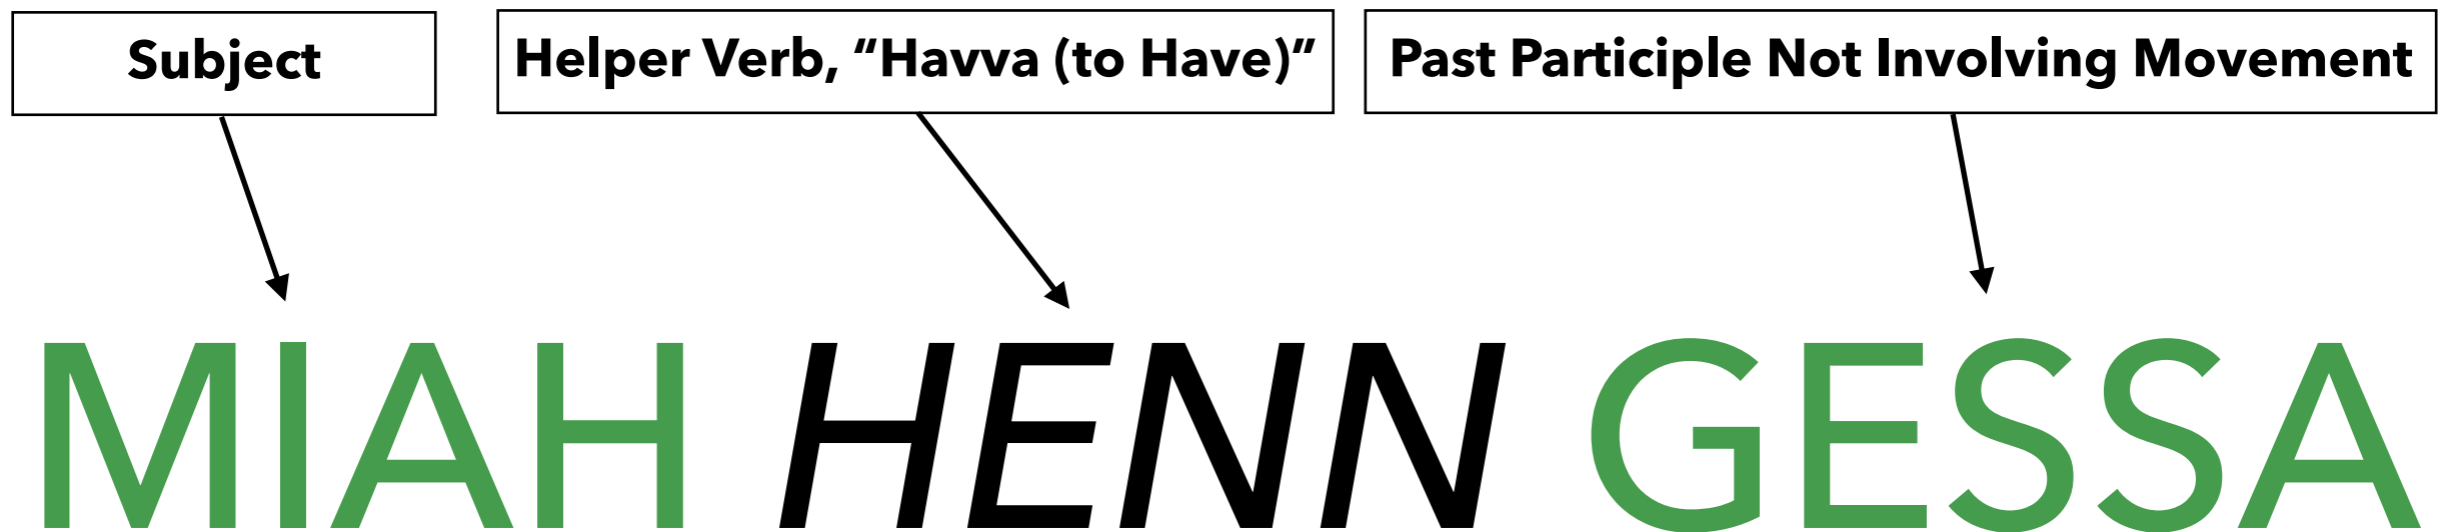 Subject
Helper Verb, “Havva (to Have)”
Past Participle Not Involving Movement
MIAH HENN GESSA